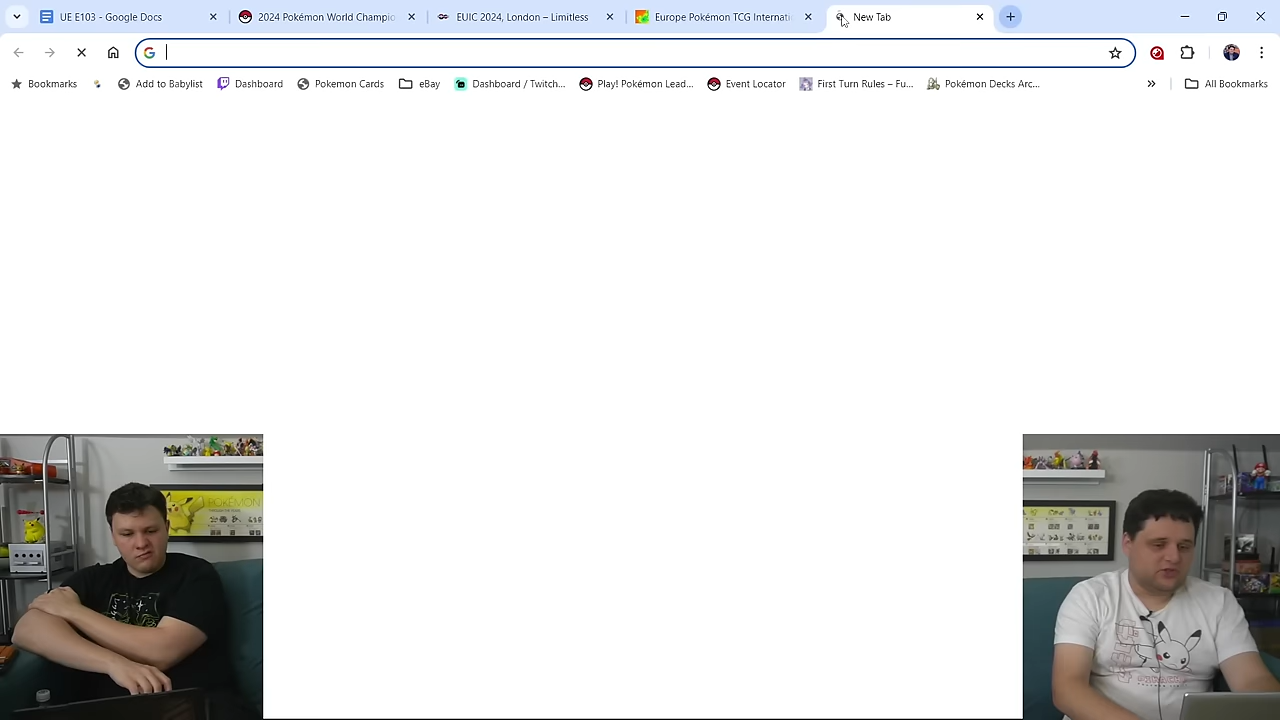 UE E103 - Google Docs
2024 Pokémon World Champio
EUIC 2024, London – Limitless
Europe Pokémon TCG Internati
New Tab
Bookmarks
Add to Babylist
Dashboard
Pokemon Cards
eBay
Dashboard / Twitch...
Play! Pokémon Lead...
Event Locator
First Turn Rules – Fu...
Pokémon Decks Arc...
All Bookmarks
POKÉMON